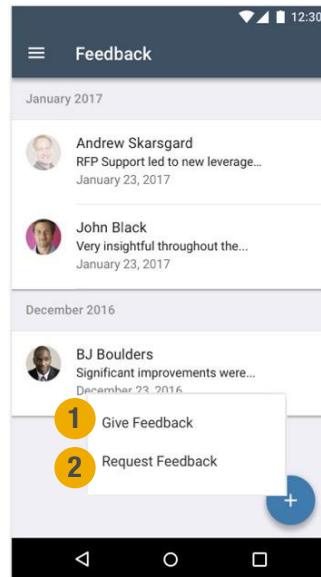 12:30
Feedback
January 2017
Andrew Skarsgard
RFP Support led to new leverage...
January 23, 2017
John Black
Very insightful throughout the...
January 23, 2017
December 2016
BJ Boulders
Significant improvements were...
December 23, 2016
1 Give Feedback
2 Request Feedback
+